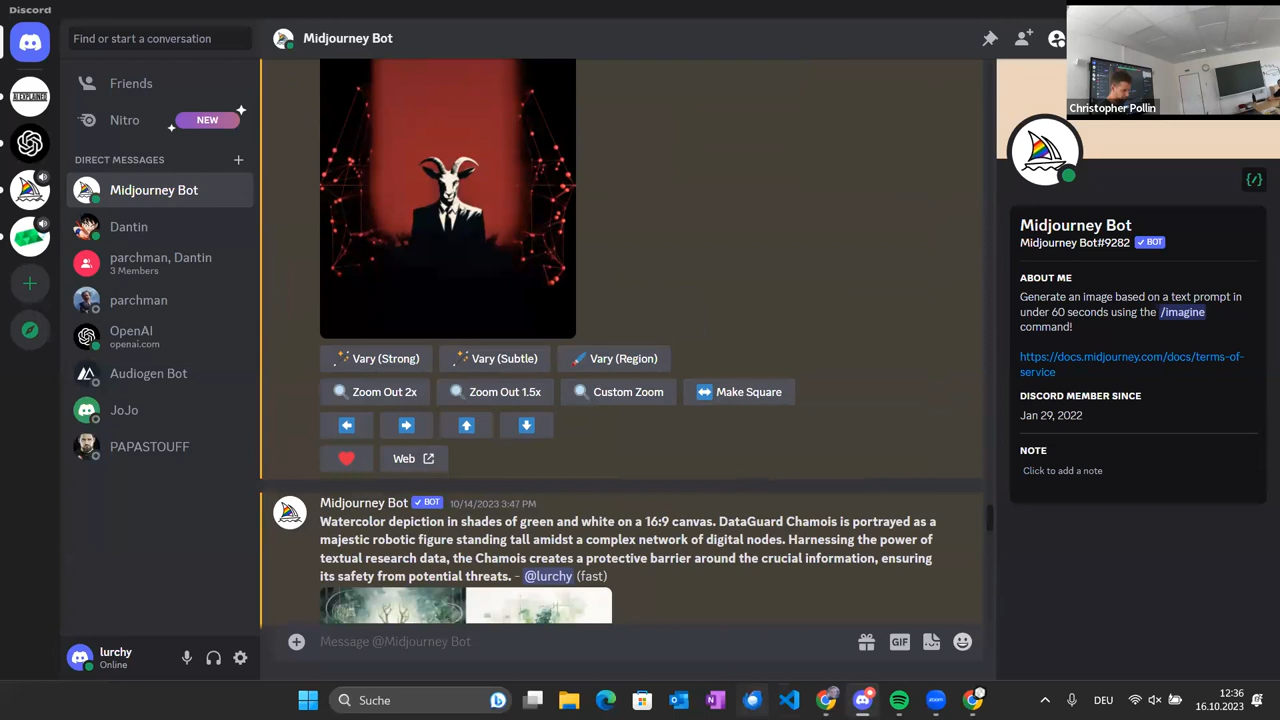 Discord
Find or start a conversation
Midjourney Bot
Christopher Pollin
AI EXPLAINED
Friends
Nitro
NEW
DIRECT MESSAGES
Midjourney Bot
Dantin
parchman, Dantin
3 Members
parchman
OpenAI
openai.com
Audiogen Bot
JoJo
PAPASTOUFF
lurchy
Online
Vary (Strong)
Vary (Subtle)
Vary (Region)
Zoom Out 2x
Zoom Out 1.5x
Custom Zoom
Make Square
Web
Midjourney Bot
BOT
10/14/2023 3:47 PM
Watercolor depiction in shades of green and white on a 16:9 canvas. DataGuard Chamois is portrayed as a
majestic robotic figure standing tall amidst a complex network of digital nodes. Harnessing the power of
textual research data, the Chamois creates a protective barrier around the crucial information, ensuring
its safety from potential threats. - @lurchy (fast)
Message @Midjourney Bot
GIF
Midjourney Bot
Midjourney Bot#9282
BOT
ABOUT ME
Generate an image based on a text prompt in
under 60 seconds using the /imagine
command!
https://docs.midjourney.com/docs/terms-of-
service
DISCORD MEMBER SINCE
Jan 29, 2022
NOTE
Click to add a note
Suche
DEU
12:36
16.10.2023